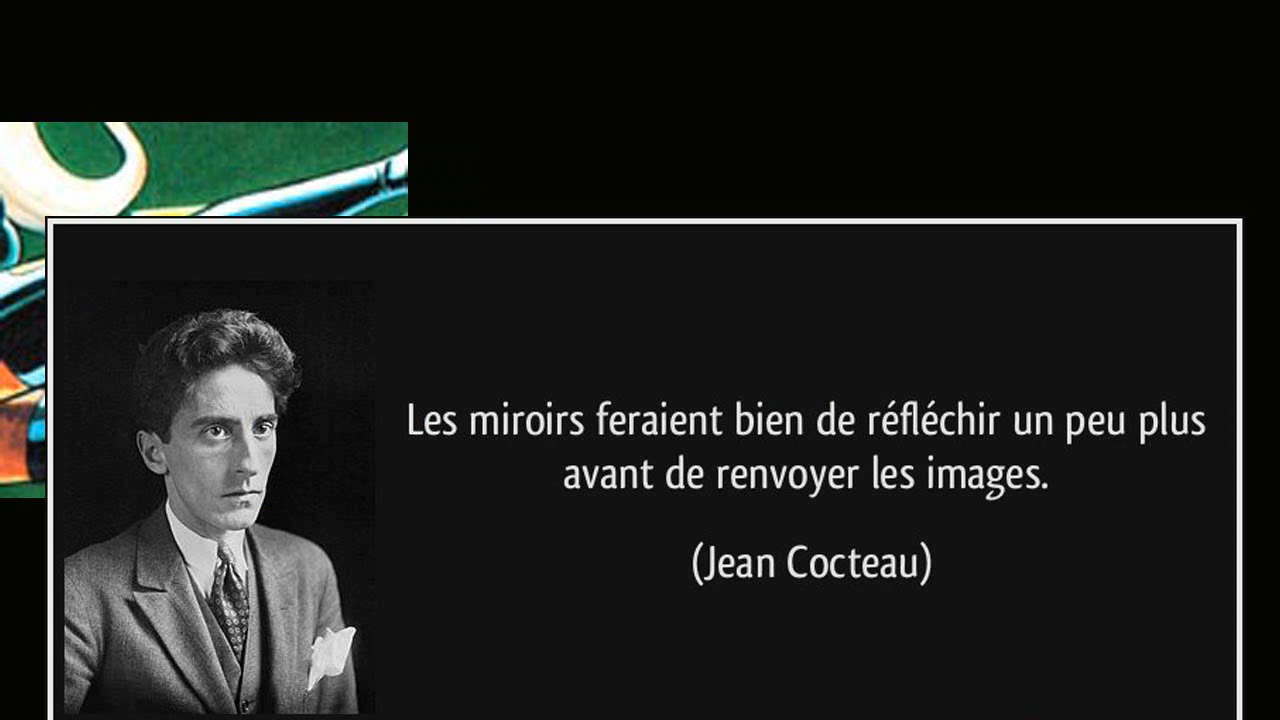 Les miroirs feraient bien de réfléchir un peu plus
avant de renvoyer les images.
(Jean Cocteau)